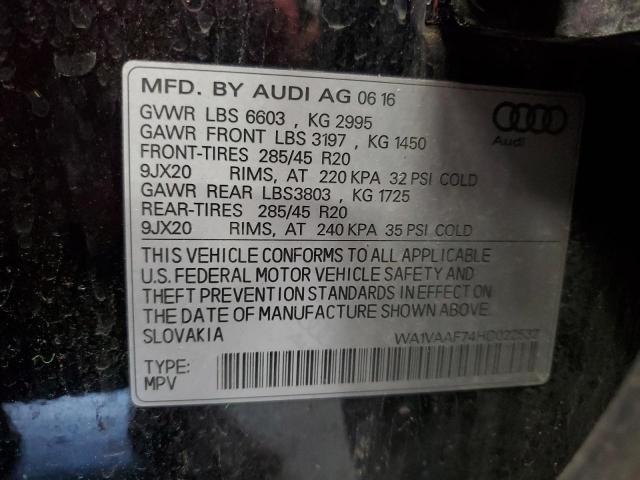 MFD. BY AUDI AG 06 16
GVWR LBS 6603 , KG 2995
GAWR FRONT LBS 3197 , KG 1450
FRONT-TIRES 285/45 R20
9JX20 RIMS, AT 220 KPA 32 PSI COLD
GAWR REAR LBS3803 , KG 1725
REAR-TIRES 285/45 R20
9JX20 RIMS, AT 240 KPA 35 PSI COLD
Audi
THIS VEHICLE CONFORMS TO ALL APPLICABLE
U.S. FEDERAL MOTOR VEHICLE SAFETY AND
THEFT PREVENTION STANDARDS IN EFFECT ON
THE DATE OF MANUFACTURE SHOWN ABOVE.
SLOVAKIA WA1VAAF74HD022532
TYPE:
MPV